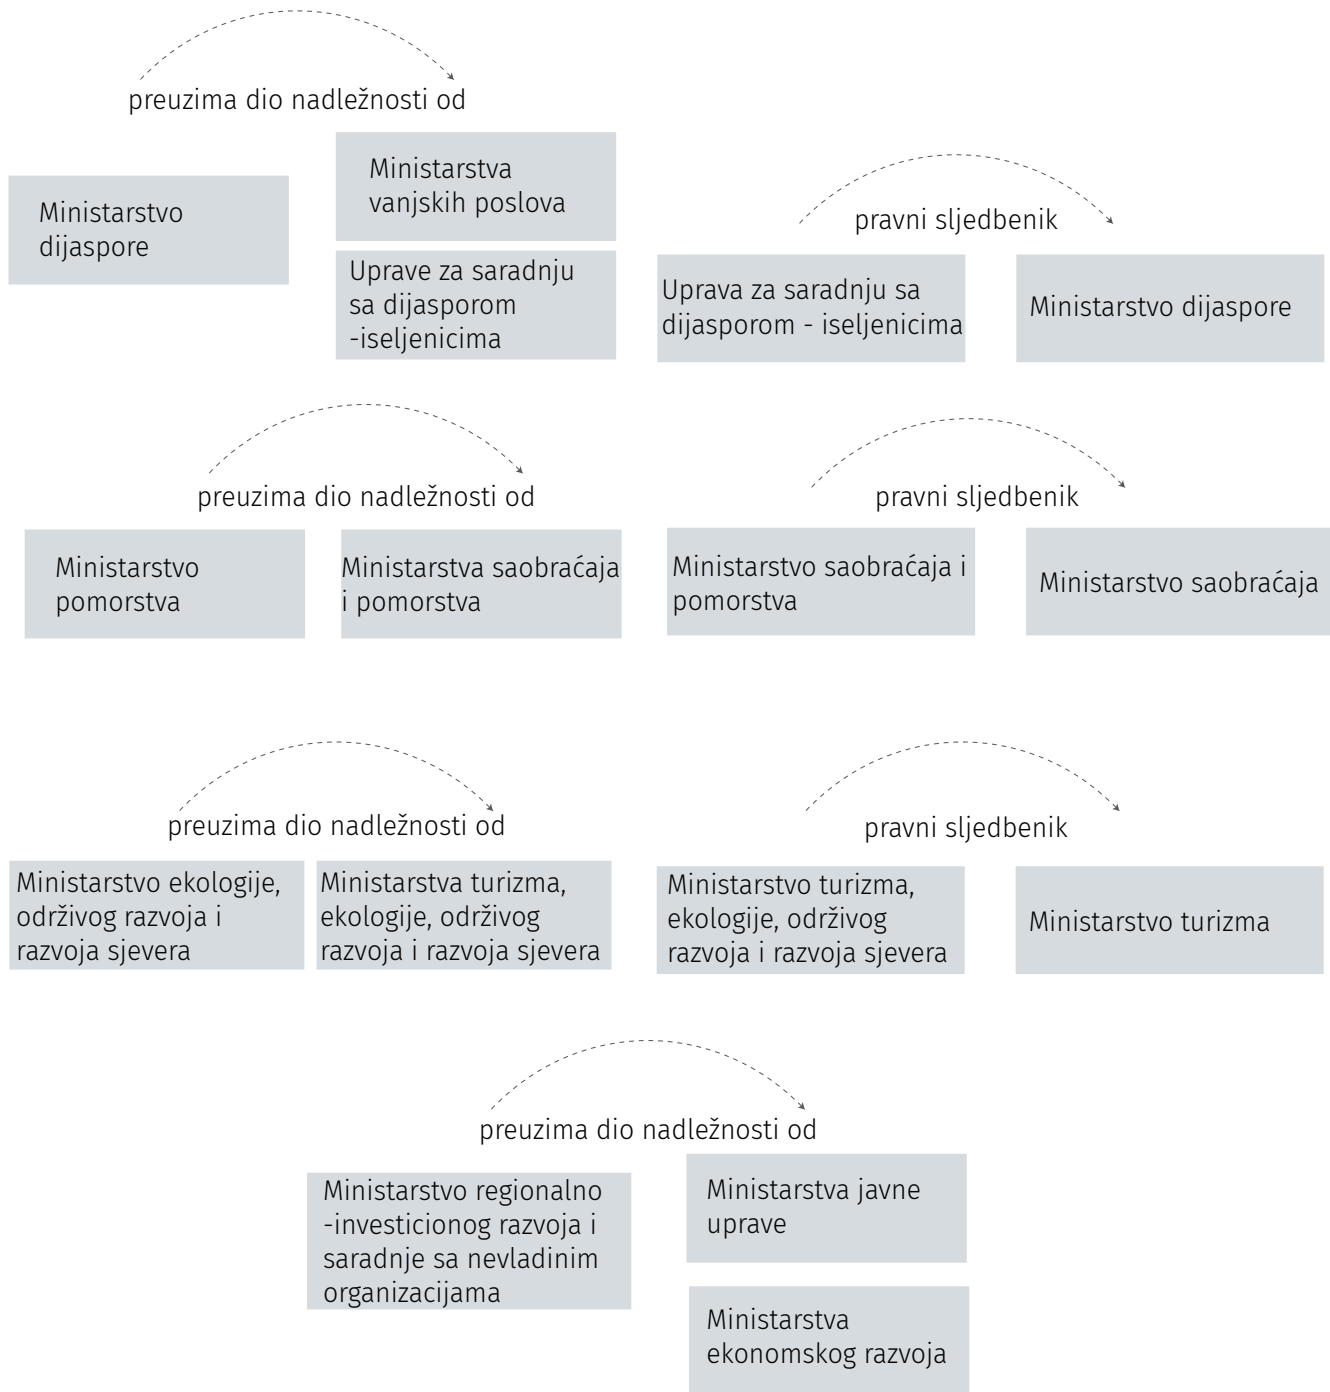 preuzima dio nadležnosti od
Ministarstvo
dijaspore
Ministarstva
vanjskih poslova
Uprave za saradnju
sa dijasporom
-iseljenicima
pravni sljedbenik
Uprava za saradnju sa
dijasporom - iseljenicima
Ministarstvo dijaspore
preuzima dio nadležnosti od
Ministarstvo
pomorstva
Ministarstva saobraćaja
i pomorstva
pravni sljedbenik
Ministarstvo saobraćaja i
pomorstva
Ministarstvo saobraćaja
preuzima dio nadležnosti od
Ministarstvo ekologije,
održivog razvoja i
razvoja sjevera
Ministarstva turizma,
ekologije, održivog
razvoja i razvoja sjevera
pravni sljedbenik
Ministarstvo turizma,
ekologije, održivog
razvoja i razvoja sjevera
Ministarstvo turizma
preuzima dio nadležnosti od
Ministarstvo regionalno
-investicionog razvoja i
saradnje sa nevladinim
organizacijama
Ministarstva javne
uprave
Ministarstva
ekonomskog razvoja